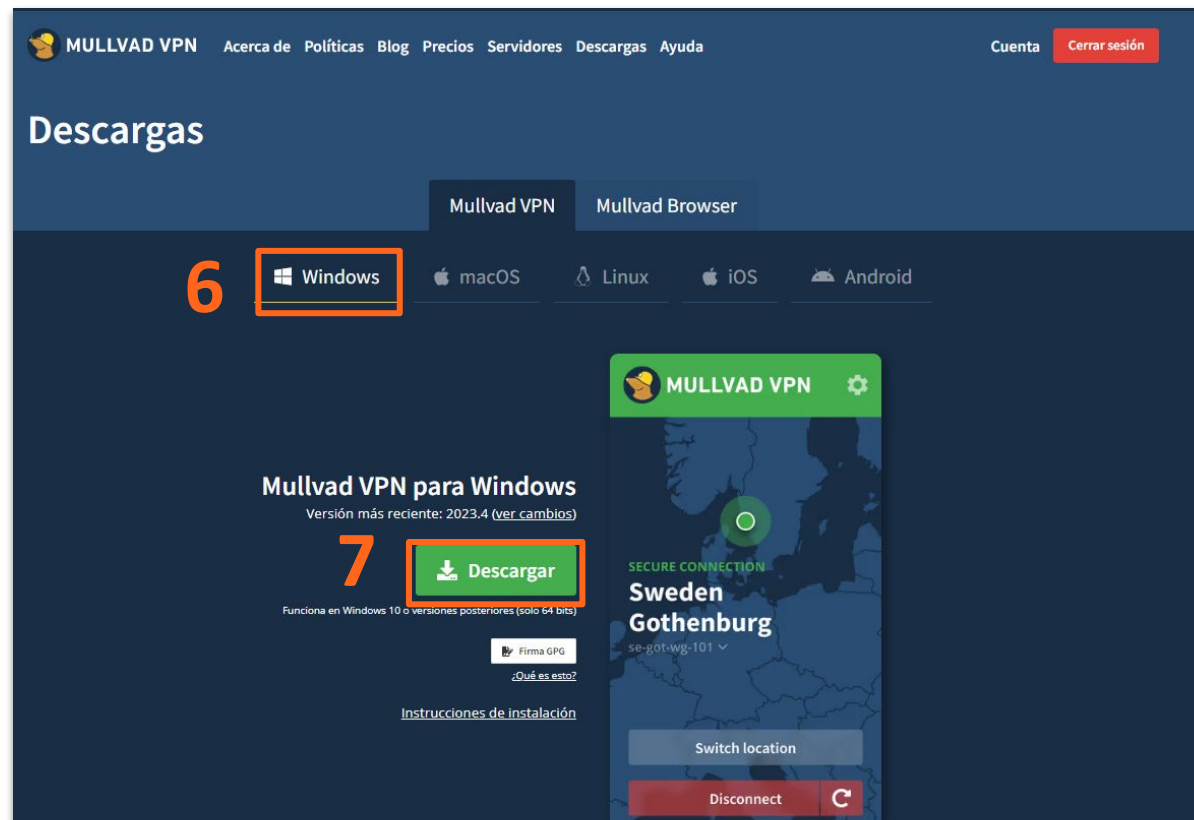 MULLVAD VPN Acerca de Políticas Blog Precios Servidores Descargas Ayuda Cuenta Cerrar sesión
Descargas
Mullvad VPN Mullvad Browser
6 Windows macOS Linux iOS Android
MULLVAD VPN
Mullvad VPN para Windows
Versión más reciente: 2023.4 (ver cambios)
7 Descargar
Funciona en Windows 10 o versiones posteriores (solo 64 bits)
Firma GPG
¿Qué es esto?
Instrucciones de instalación
SECURE CONNECTION
Sweden
Gothenburg
se-got-wg-101
Switch location
Disconnect